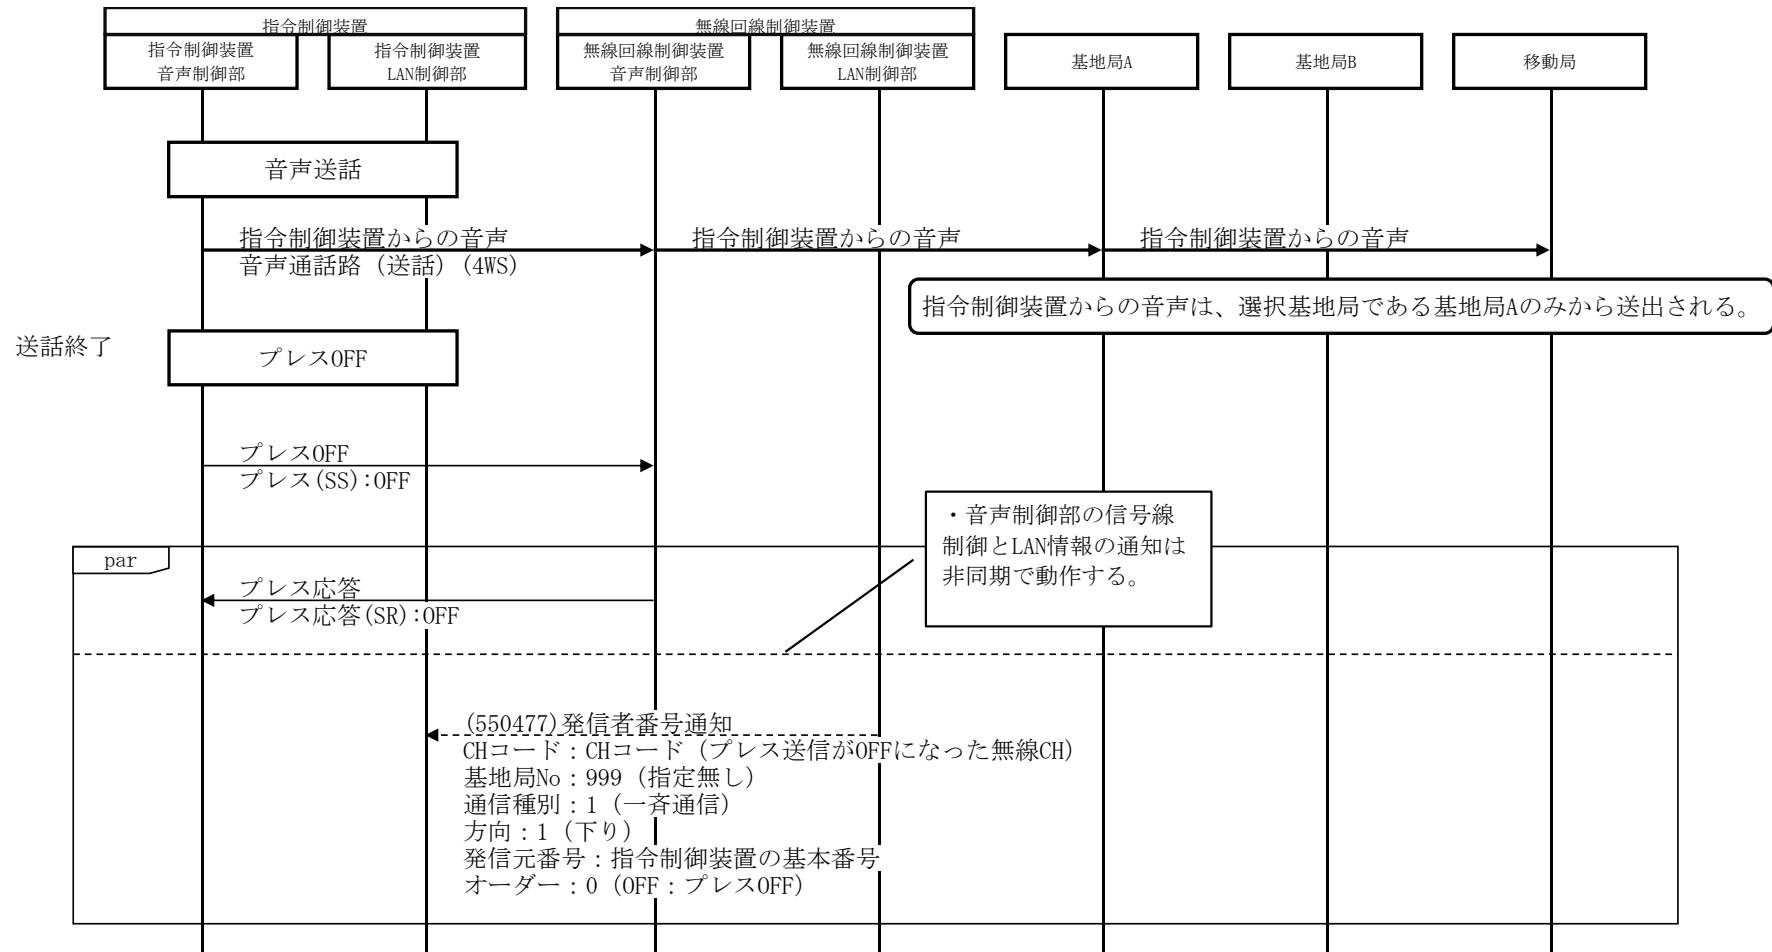 指令制御装置
無線回線制御装置
指令制御装置
音声制御部
指令制御装置
LAN制御部
無線回線制御装置
音声制御部
無線回線制御装置
LAN制御部
基地局A
基地局B
移動局
音声送話
指令制御装置からの音声
音声通話路(送話)(4WS)
指令制御装置からの音声
指令制御装置からの音声
指令制御装置からの音声は、選択基地局である基地局Aのみから送出される。
送話終了
プレスOFF
プレスOFF
プレス(SS):OFF
・音声制御部の信号線
制御とLAN情報の通知は
非同期で動作する。
par
プレス応答
プレス応答(SR):OFF
(550477)発信者番号通知
CHコード:CHコード(プレス送信がOFFになった無線CH)
基地局No:999(指定無し)
通信種別:1(一斉通信)
方向:1(下り)
発信元番号:指令制御装置の基本番号
オーダー:0(OFF:プレスOFF)